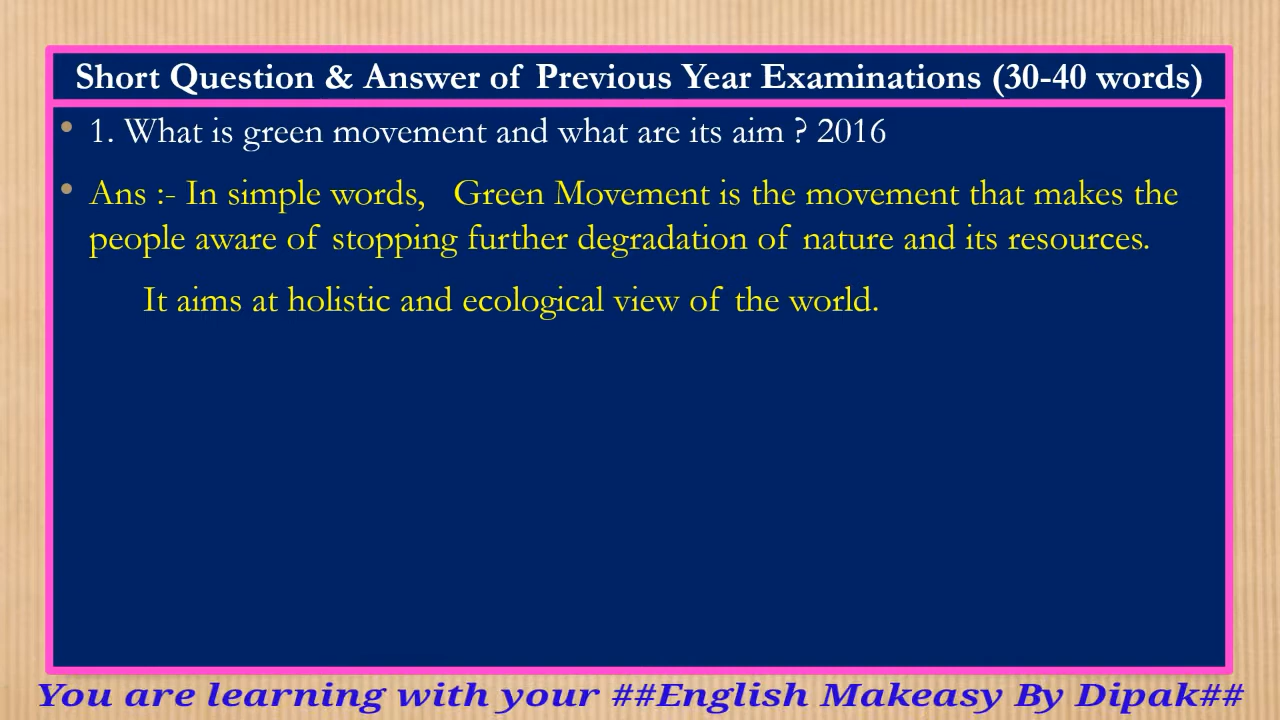 Short Question & Answer of Previous Year Examinations (30-40 words)
• 1. What is green movement and what are its aim ? 2016
• Ans :- In simple words, Green Movement is the movement that makes the
people aware of stopping further degradation of nature and its resources.
It aims at holistic and ecological view of the world.
You are learning with your ##English Makeasy By Dipak##